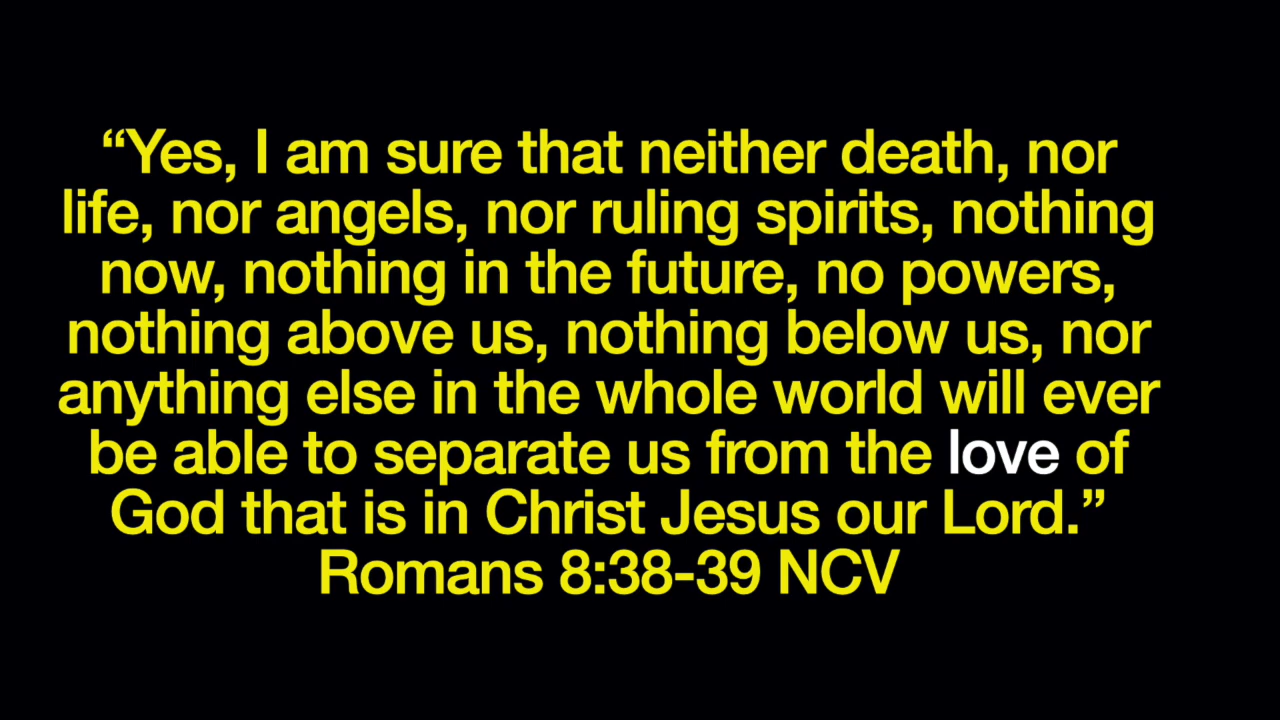 “Yes, I am sure that neither death, nor
life, nor angels, nor ruling spirits, nothing
now, nothing in the future, no powers,
nothing above us, nothing below us, nor
anything else in the whole world will ever
be able to separate us from the love of
God that is in Christ Jesus our Lord.”
Romans 8:38-39 NCV